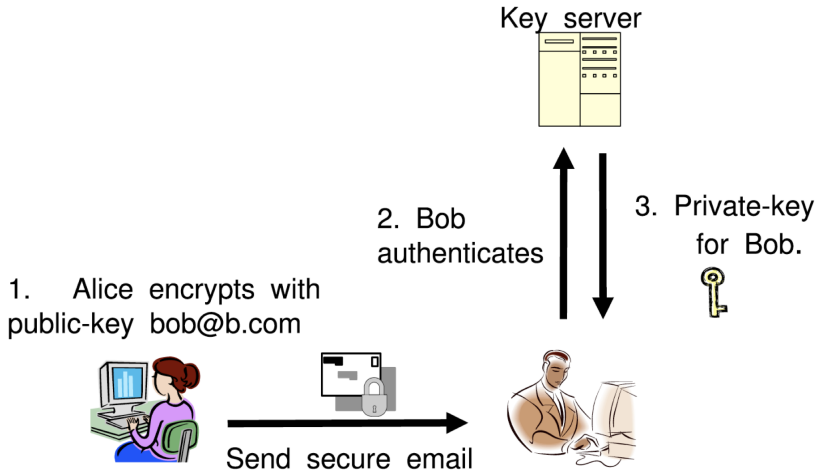 Key server
2. Bob
authenticates
3. Private-key
for Bob.
1. Alice encrypts with
public-key bob@b.com
Send secure email